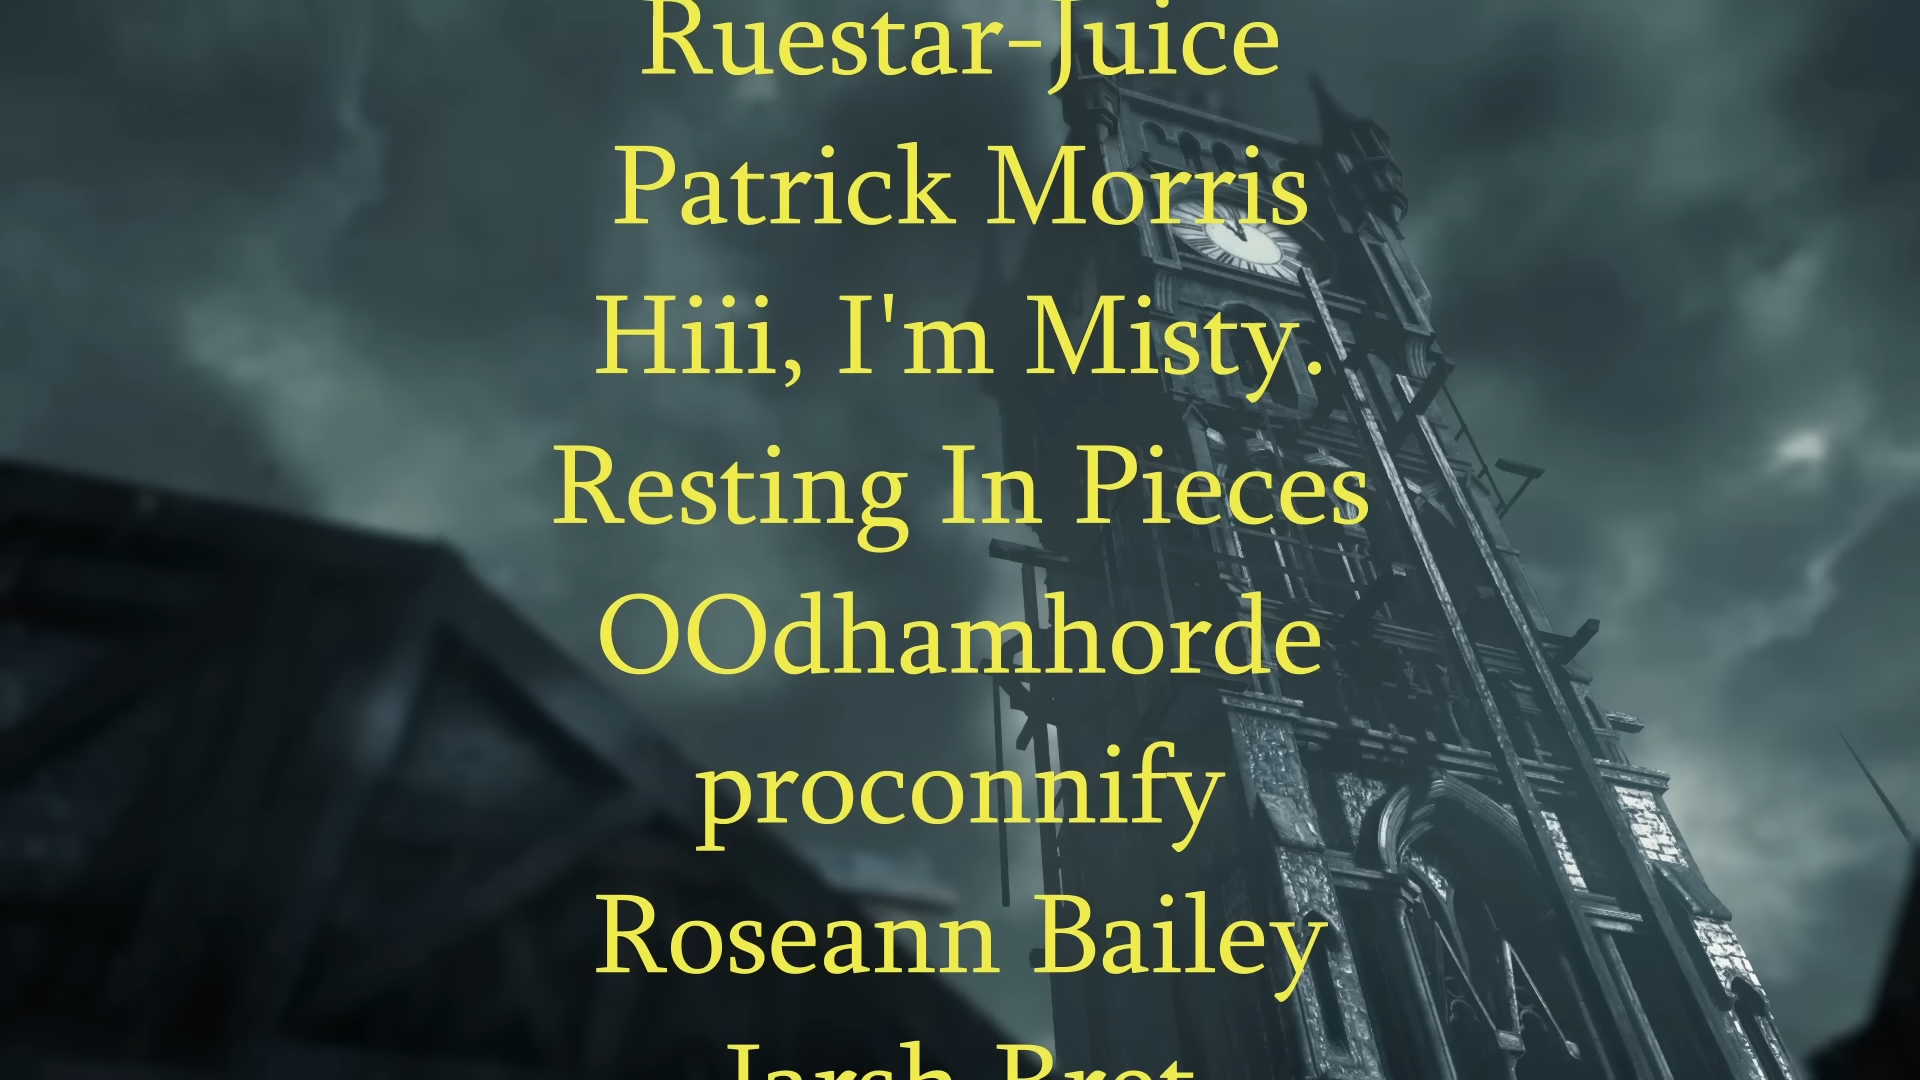 Ruestar-Juice
Patrick Morris
Hiii, I'm Misty.
Resting In Pieces
OOdhamhorde
proconnify
Roseann Bailey